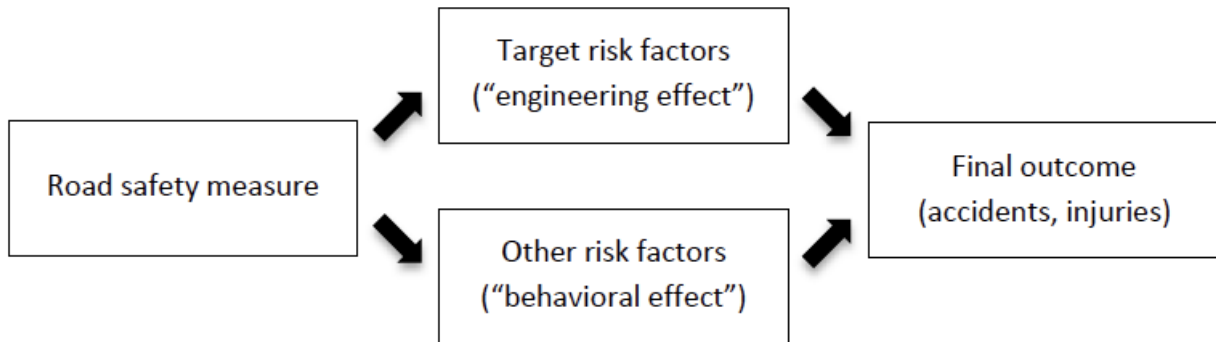 Road safety measure
Target risk factors
(“engineering effect”)
Other risk factors
(“behavioral effect”)
Final outcome
(accidents, injuries)